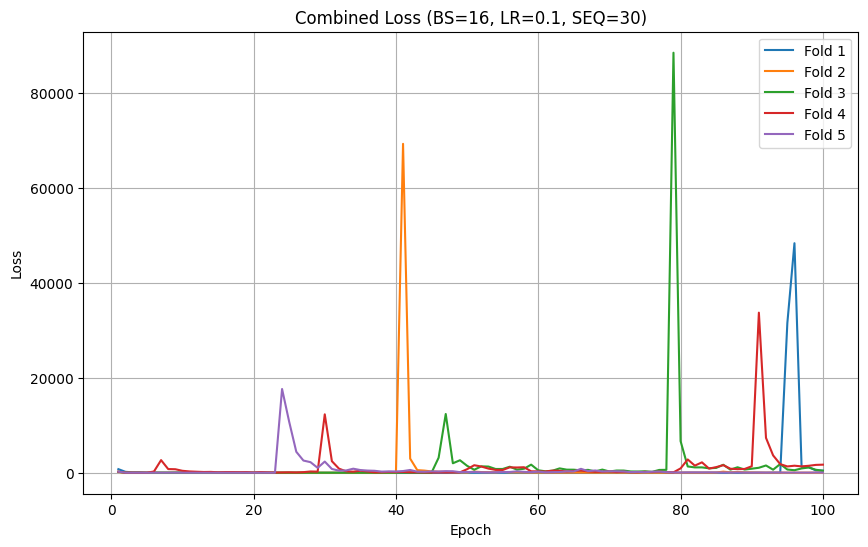 Combined Loss (BS=16, LR=0.1, SEQ=30)
Fold 1
Fold 2
Fold 3
Fold 4
Fold 5
Loss
80000
60000
40000
20000
0
0 20 40 60 80 100
Epoch